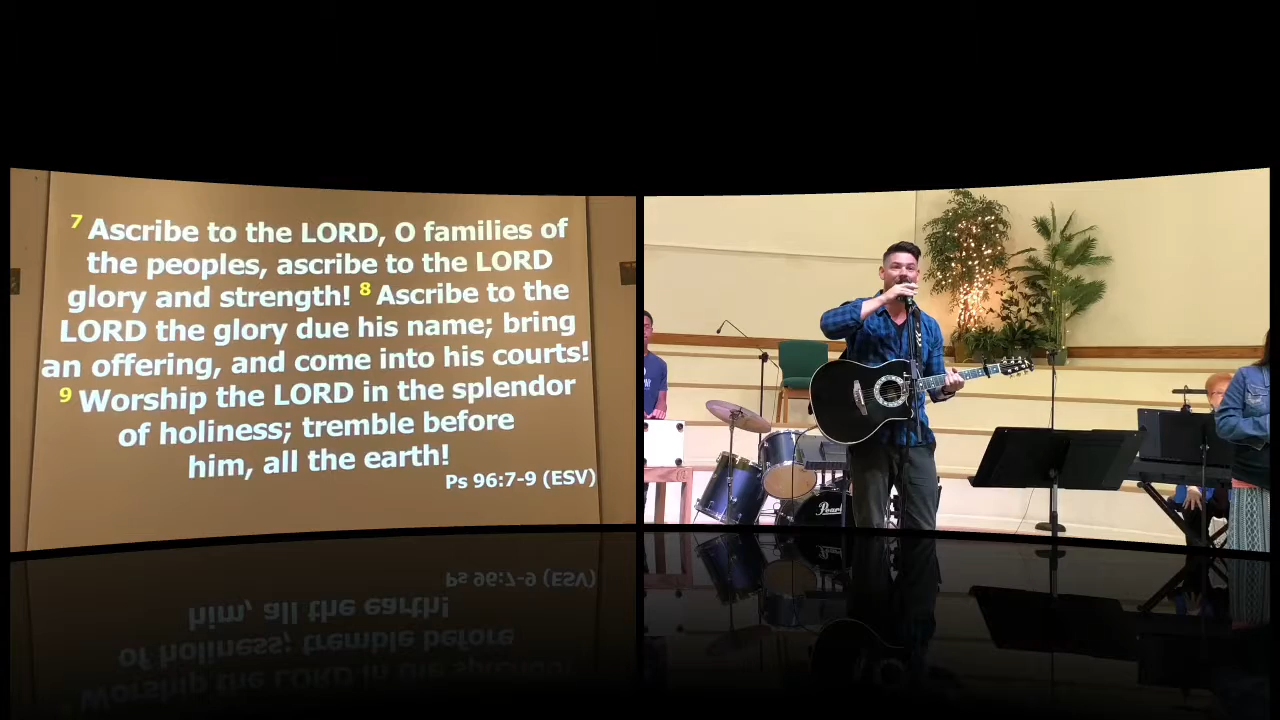 7 Ascribe to the LORD, O families of
the peoples, ascribe to the LORD
glory and strength! 8 Ascribe to the
LORD the glory due his name; bring
an offering, and come into his courts!
9 Worship the LORD in the splendor
of holiness; tremble before
him, all the earth!
Ps 96:7-9 (ESV)
Pearl